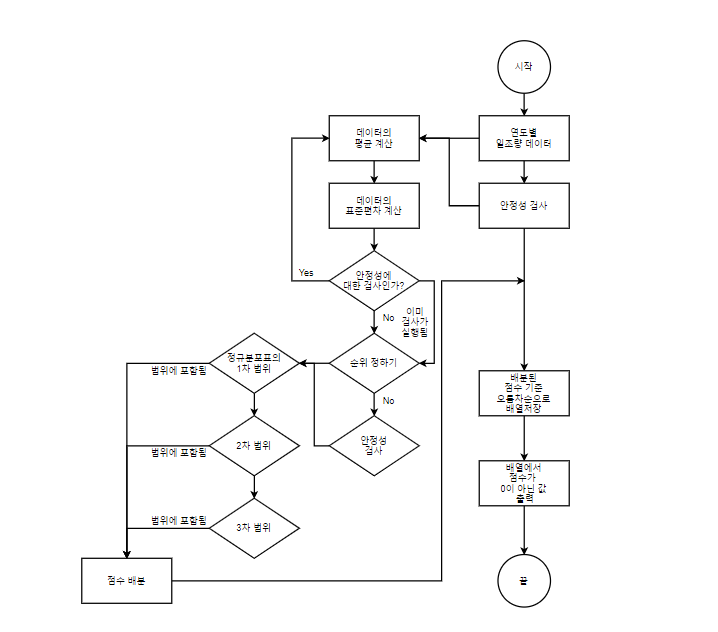 시작
데이터의
평균 계산
연도별
일조량 데이터
데이터의
표준편차 계산
안정성 검사
Yes
안정성에
대한 검사인가?
No
이미
검사가
실행됨
정규분포표의
1차 범위
순위 정하기
범위에 포함됨
No
배분된
점수 기준
오름차순으로
배열저장
2차 범위
안정성
검사
범위에 포함됨
배열에서
점수가
0이 아닌 값
출력
3차 범위
범위에 포함됨
점수 배분
끝